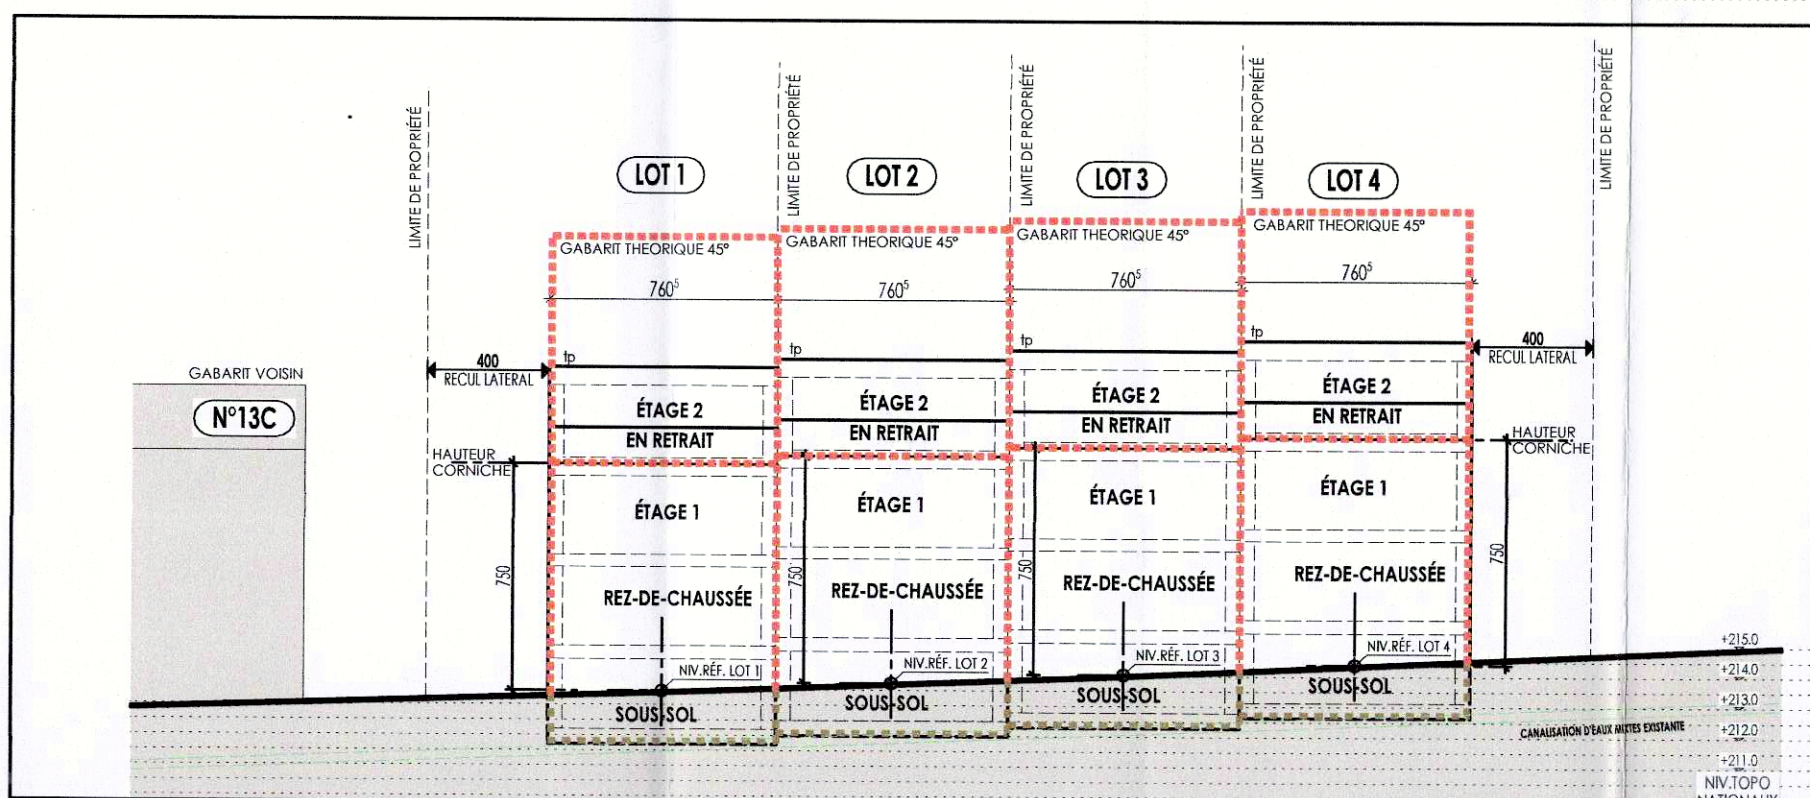 LIMITE DE PROPRIÉTÉ
LIMITE DE PROPRIÉTÉ
LIMITE DE PROPRIÉTÉ
LIMITE DE PROPRIÉTÉ
LIMITE DE PROPRIÉTÉ
LOT 1
LOT 2
LOT 3
LOT 4
GABARIT THEORIQUE 45°
GABARIT THEORIQUE 45°
GABARIT THEORIQUE 45°
GABARIT THEORIQUE 45°
760⁵
760⁵
760⁵
760⁵
tp
tp
tp
tp
400
RECUL LATERAL
400
RECUL LATERAL
GABARIT VOISIN
N°13C
ÉTAGE 2
EN RETRAIT
ÉTAGE 2
EN RETRAIT
ÉTAGE 2
EN RETRAIT
ÉTAGE 2
EN RETRAIT
HAUTEUR
CORNICHE
HAUTEUR
CORNICHE
ÉTAGE 1
ÉTAGE 1
ÉTAGE 1
ÉTAGE 1
750
750
750
750
REZ-DE-CHAUSSÉE
REZ-DE-CHAUSSÉE
REZ-DE-CHAUSSÉE
REZ-DE-CHAUSSÉE
NIV.RÉF. LOT 1
NIV.RÉF. LOT 2
NIV.RÉF. LOT 3
NIV.RÉF. LOT 4
SOUS-SOL
SOUS-SOL
SOUS-SOL
SOUS-SOL
+215.0
+214.0
+213.0
+212.0
+211.0
CANALISATION D'EAUX MIXTES EXISTANTE
NIV.TOPO
NATIONAUX